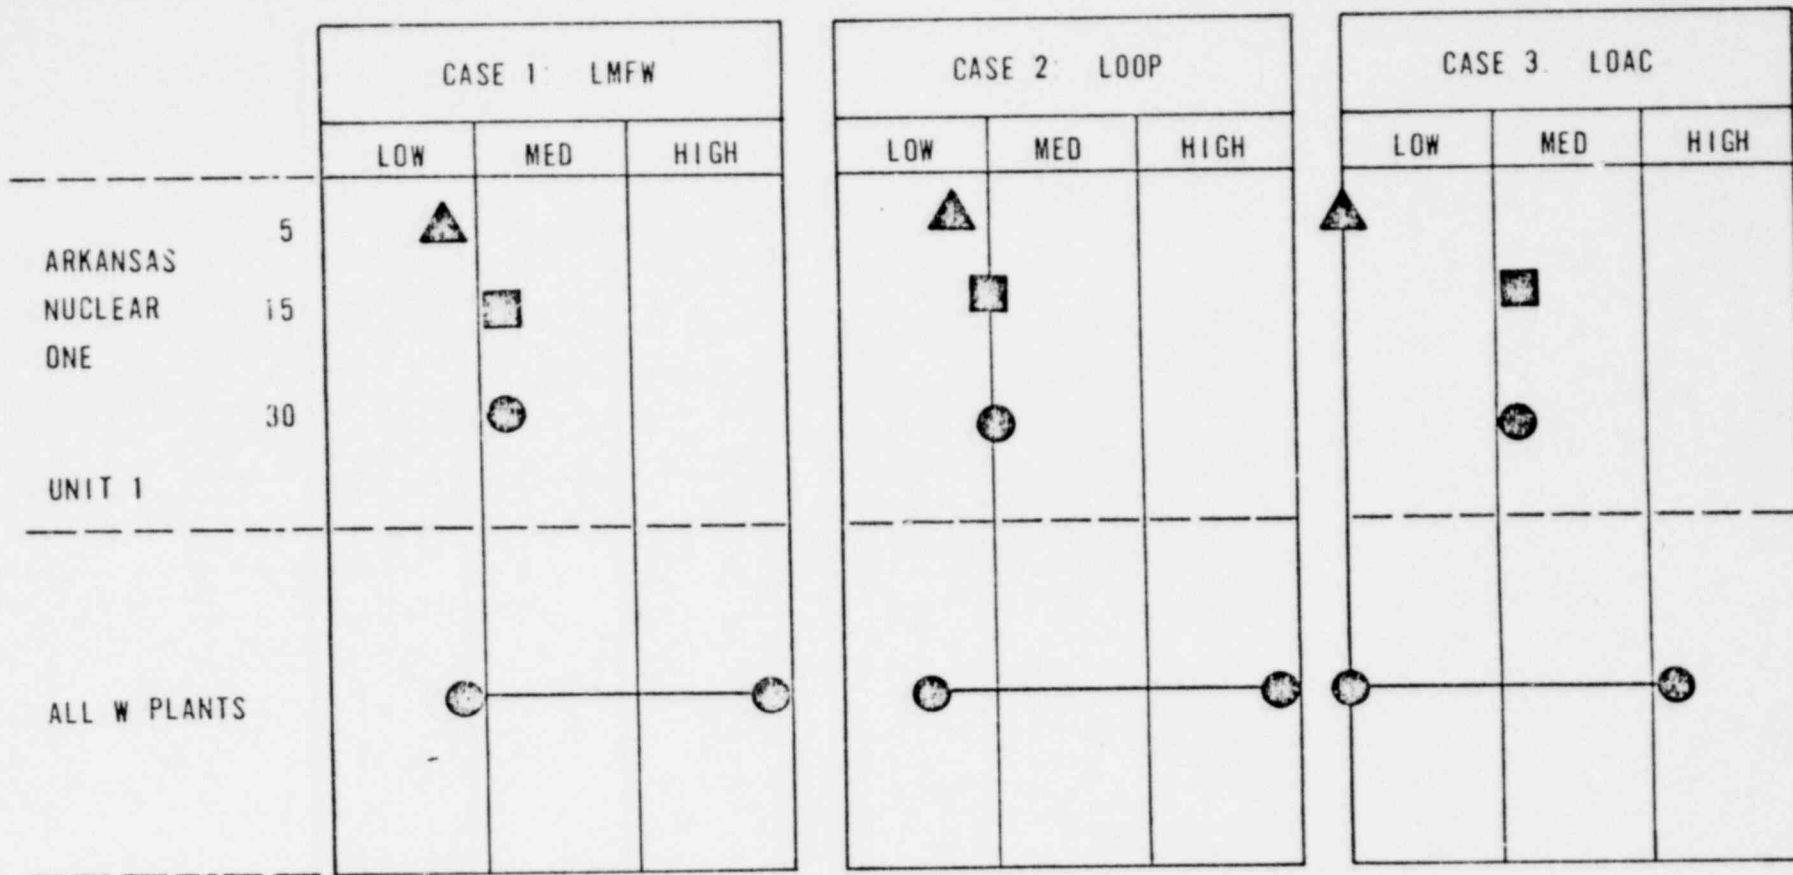 CASE 1: LMFW
CASE 2: LOOP
CASE 3. LOAC
LOW MED HIGH
LOW MED HIGH
LOW MED HIGH
5
ARKANSAS
NUCLEAR 15
ONE
30
UNIT 1
ALL W PLANTS